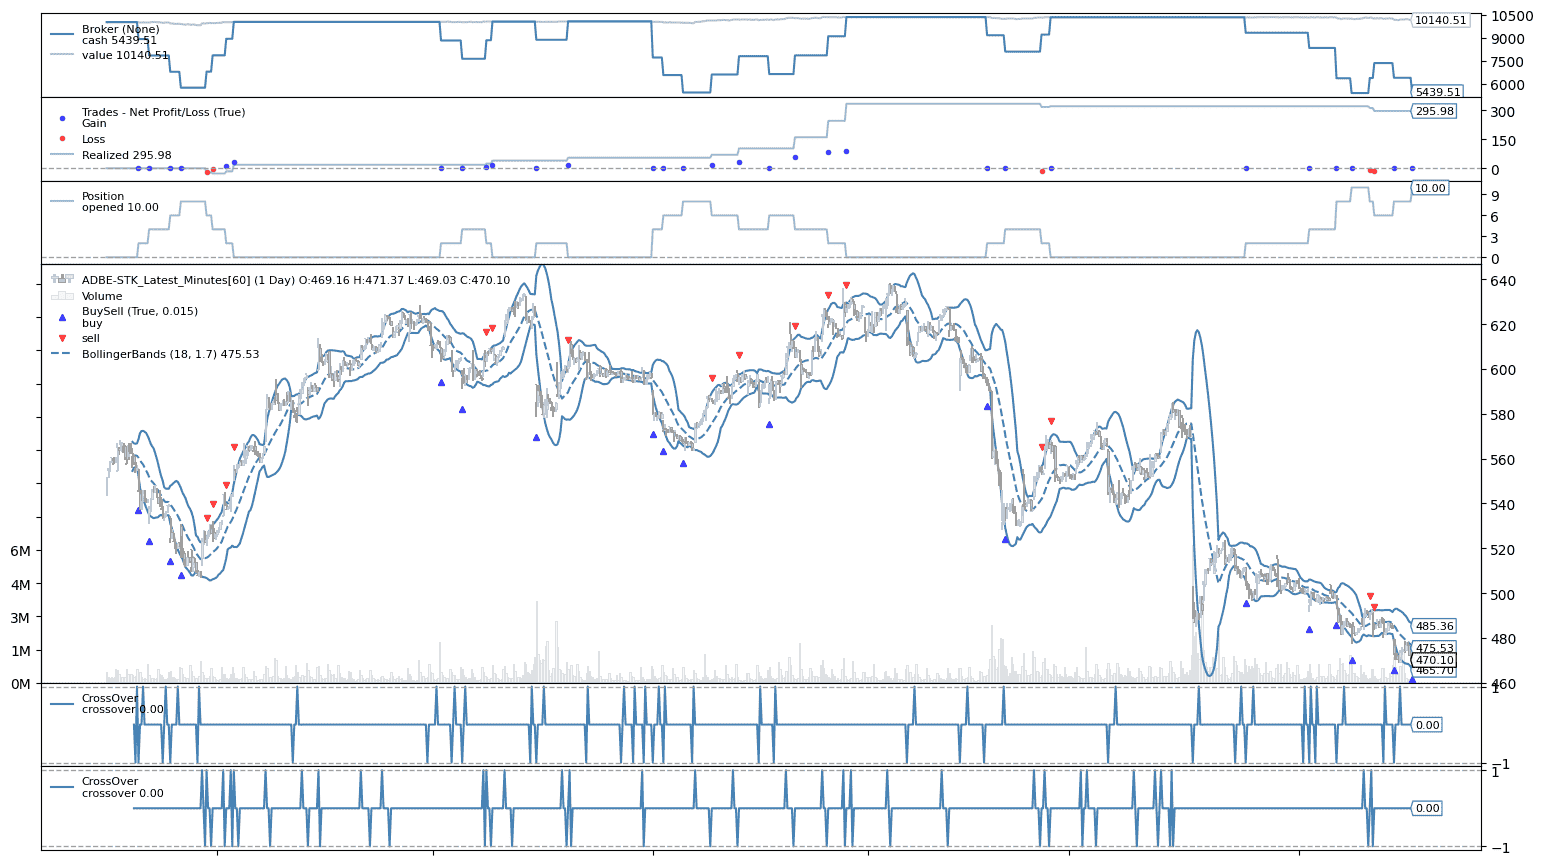 Broker (None)
cash 5439.51
value 10140.51
10140.51
5439.51
10500
9000
7500
6000
Trades - Net Profit/Loss (True)
Gain
Loss
Realized 295.98
295.98
300
150
0
Position
opened 10.00
10.00
9
6
3
0
ADBE-STK_Latest_Minutes[60] (1 Day) O:469.16 H:471.37 L:469.03 C:470.10
Volume
BuySell (True, 0.015)
buy
sell
BollingerBands (18, 1.7) 475.53
640
620
600
580
560
540
520
500
480
460
485.36
475.53
470.10
465.70
6M
4M
3M
1M
0M
CrossOver
crossover 0.00
1
0.00
−1
CrossOver
crossover 0.00
1
0.00
−1